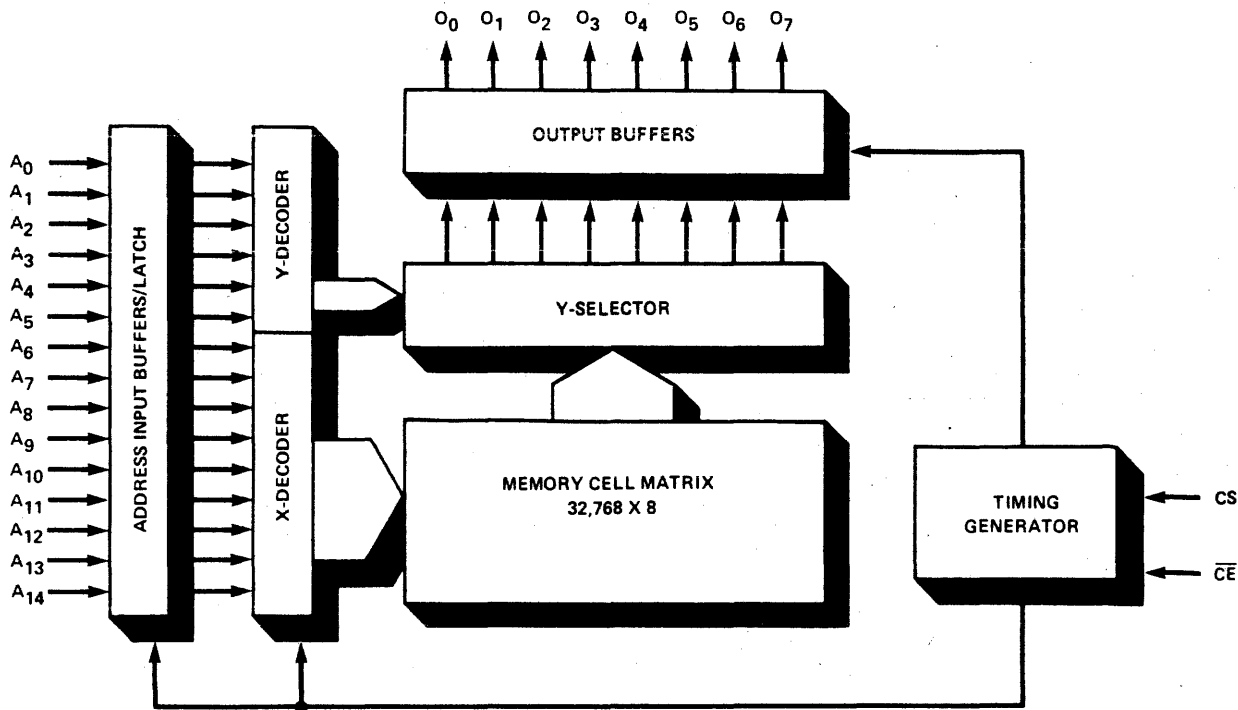 O0 O1 O2 O3 O4 O5 O6 O7
OUTPUT BUFFERS
A0
A1
A2
A3
A4
A5
A6
A7
A8
A9
A10
A11
A12
A13
A14
ADDRESS INPUT BUFFERS/LATCH
Y-DECODER
X-DECODER
Y-SELECTOR
MEMORY CELL MATRIX
32,768 X 8
TIMING
GENERATOR
CS
C̅E̅